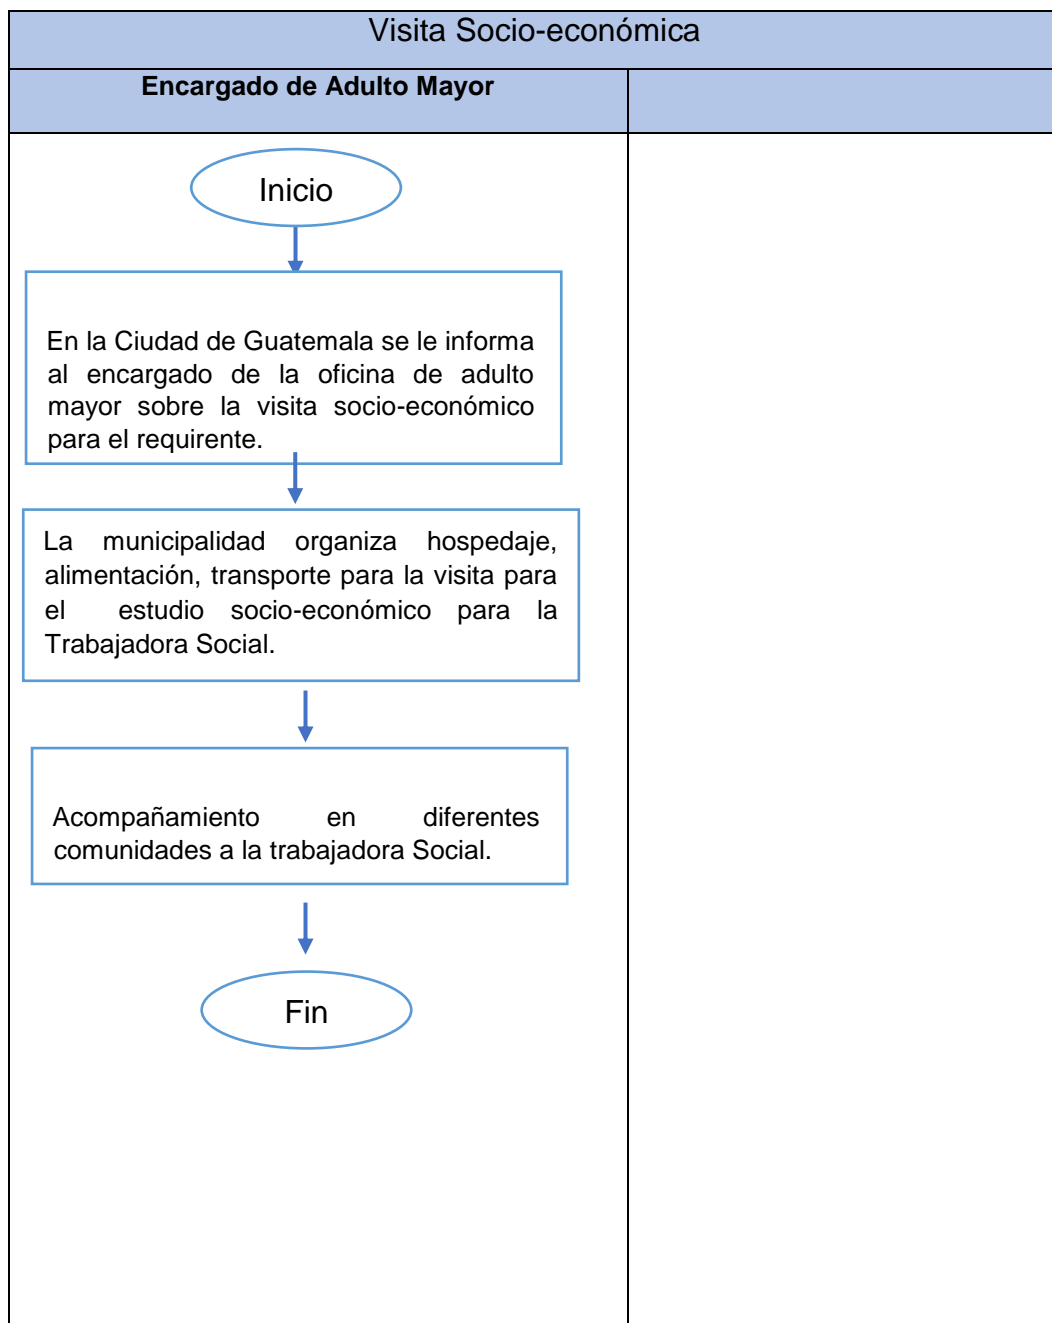 Visita Socio-económica
Encargado de Adulto Mayor
Inicio
En la Ciudad de Guatemala se le informa
al encargado de la oficina de adulto
mayor sobre la visita socio-económico
para el requirente.
La municipalidad organiza hospedaje,
alimentación, transporte para la visita para
el estudio socio-económico para la
Trabajadora Social.
Acompañamiento en diferentes
comunidades a la trabajadora Social.
Fin